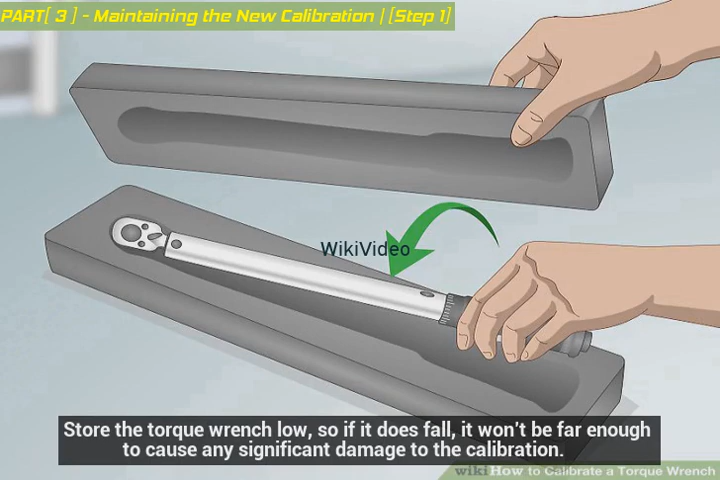 PART[ 3 ] - Maintaining the New Calibration | [Step 1]
WikiVideo
Store the torque wrench low, so if it does fall, it won't be far enough
to cause any significant damage to the calibration.
wiki How to Calibrate a Torque Wrench